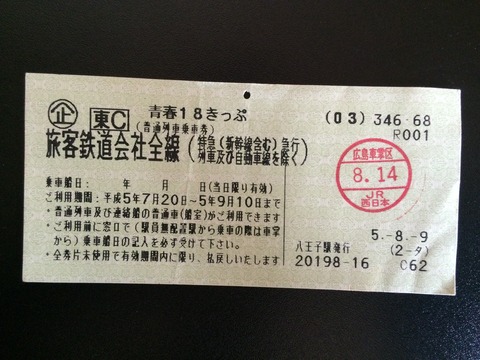 企 東C 青春18きっぷ (03) 346-68
(普通列車乗車券) R001
旅客鉄道会社全線 (特急(新幹線含む)急行列車及び自動車線を除く)
広島車掌区
8.14
JR
西日本
乗車船日: 年 月 日(当日限り有効)
ご利用期間:平成5年7月20日~5年9月10日まで
・普通列車及び連絡船の普通車(船室)がご利用できます
・ご利用前に窓口で(駅員無配置駅から乗車の際は車掌
から)乗車船日の記入を必ず受けて下さい。
・全券片未使用で有効期間内に限り、払戻しいたします
5.-8.-9
八王子駅発行 (2-タ)
20198-16 C62